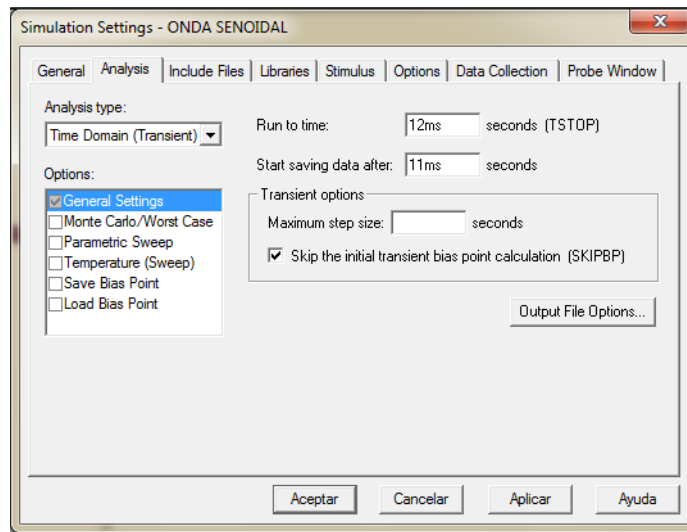 Simulation Settings - ONDA SENOIDAL
General Analysis Include Files Libraries Stimulus Options Data Collection Probe Window
Analysis type:
Time Domain (Transient)
Options:
General Settings
Monte Carlo/Worst Case
Parametric Sweep
Temperature (Sweep)
Save Bias Point
Load Bias Point
Run to time: 12ms seconds (TSTOP)
Start saving data after: 11ms seconds
Transient options
Maximum step size: seconds
Skip the initial transient bias point calculation (SKIPBP)
Output File Options...
Aceptar Cancelar Aplicar Ayuda